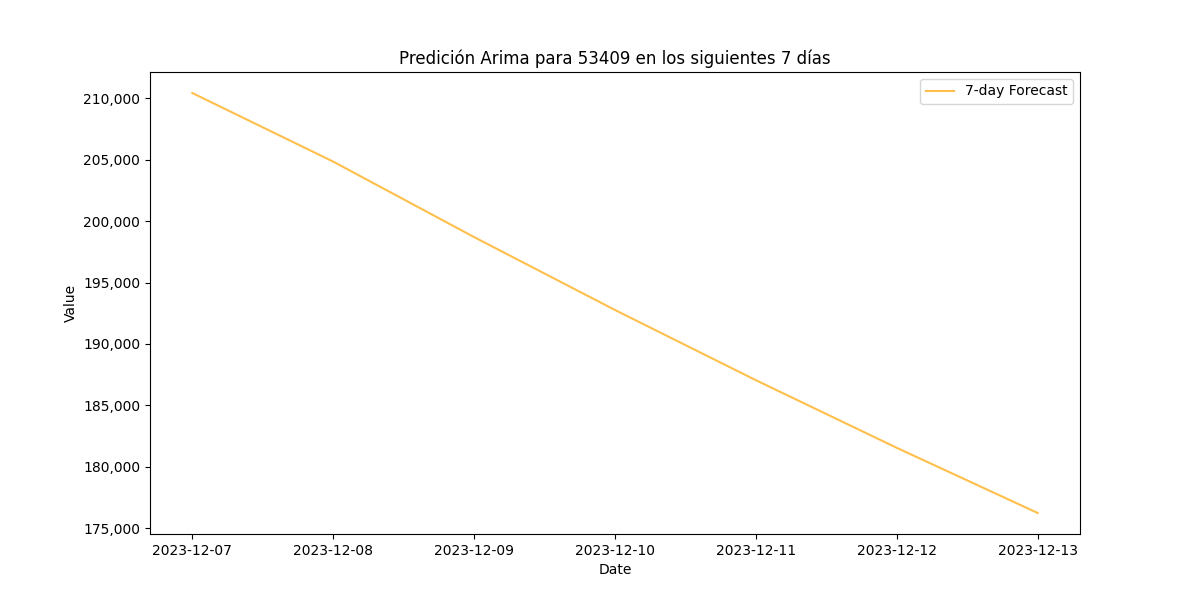 Predición Arima para 53409 en los siguientes 7 días
7-day Forecast
210,000
205,000
200,000
195,000
190,000
185,000
180,000
175,000
Value
2023-12-07 2023-12-08 2023-12-09 2023-12-10 2023-12-11 2023-12-12 2023-12-13
Date